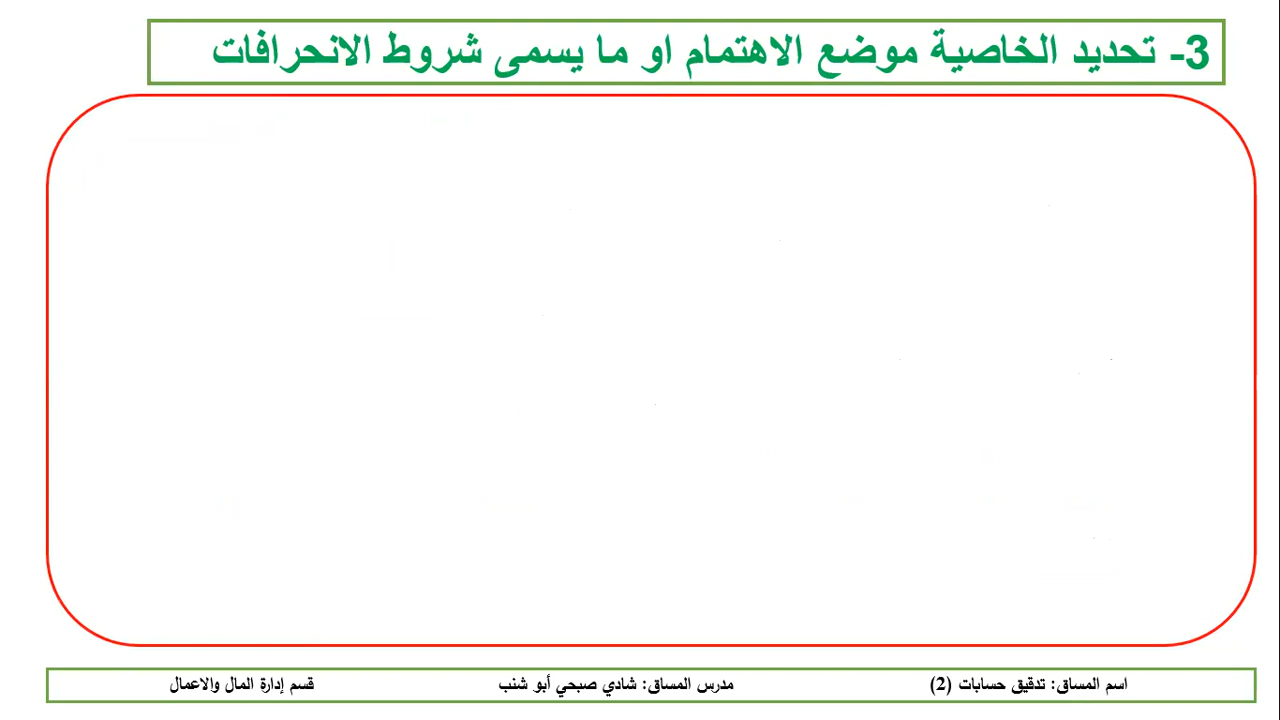 3- تحديد الخاصية موضع الاهتمام او ما يسمى شروط الانحرافات
اسم المساق: تدقيق حسابات (2) مدرس المساق: شادي صبحي أبو شنب قسم إدارة المال والاعمال